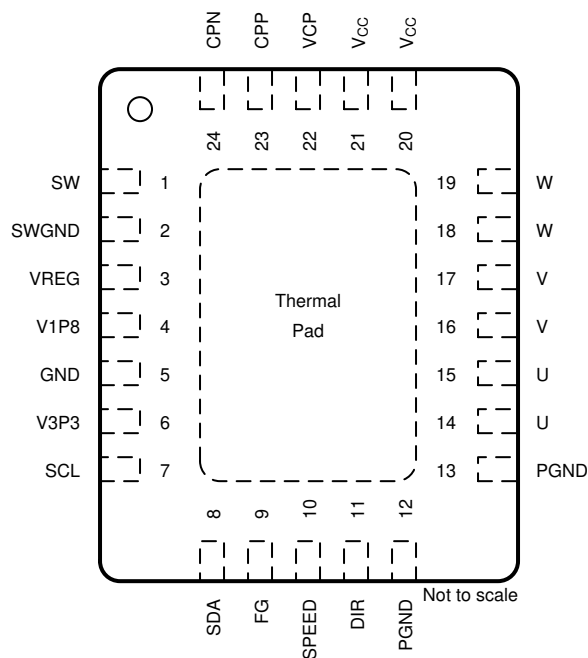 CPN CPP VCP VCC VCC
24 23 22 21 20
SW 1 19 W
SWGND 2 18 W
VREG 3 17 V
V1P8 4 16 V
GND 5 15 U
V3P3 6 14 U
SCL 7 13 PGND
Thermal
Pad
8 9 10 11 12
SDA FG SPEED DIR PGND
Not to scale